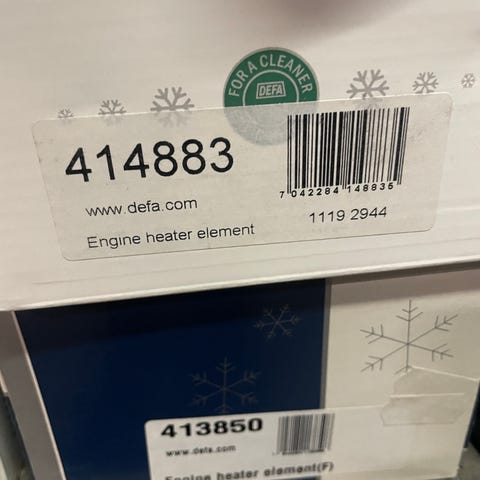 FOR A CLEANER
DEFA
414883
www.defa.com
Engine heater element
7 042284 148835
1119 2944
413850
www.defa.com
Engine heater element(F)